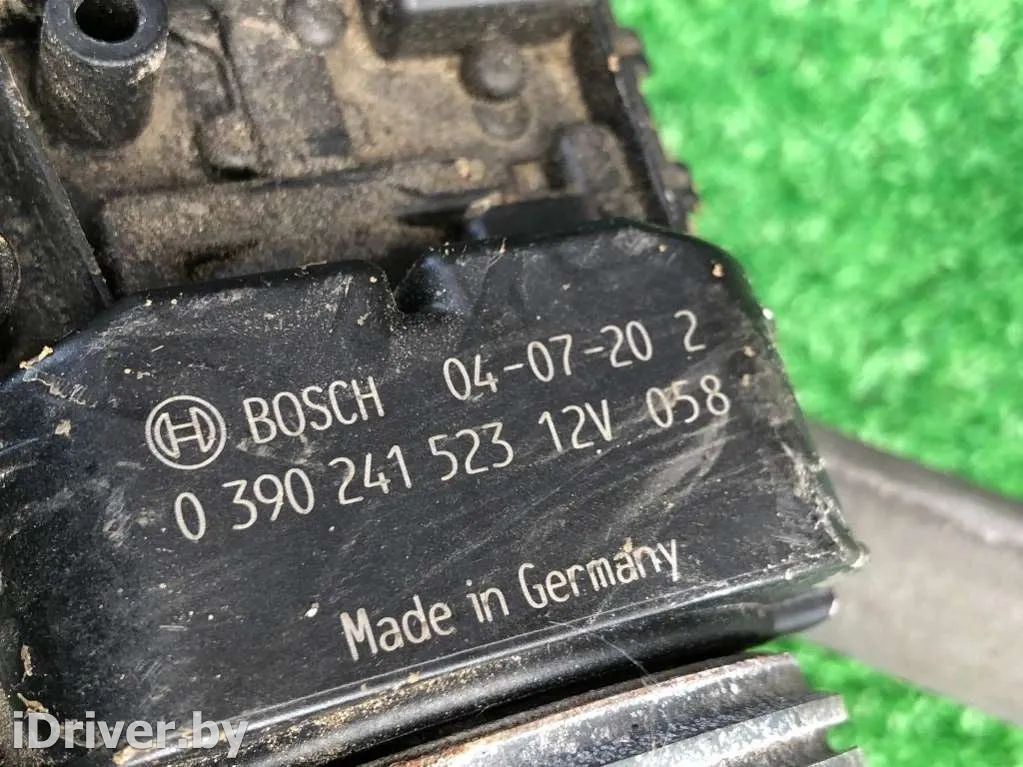 BOSCH 04-07-20 2
0 390 241 523 12V 058
Made in Germany
iDriver.by